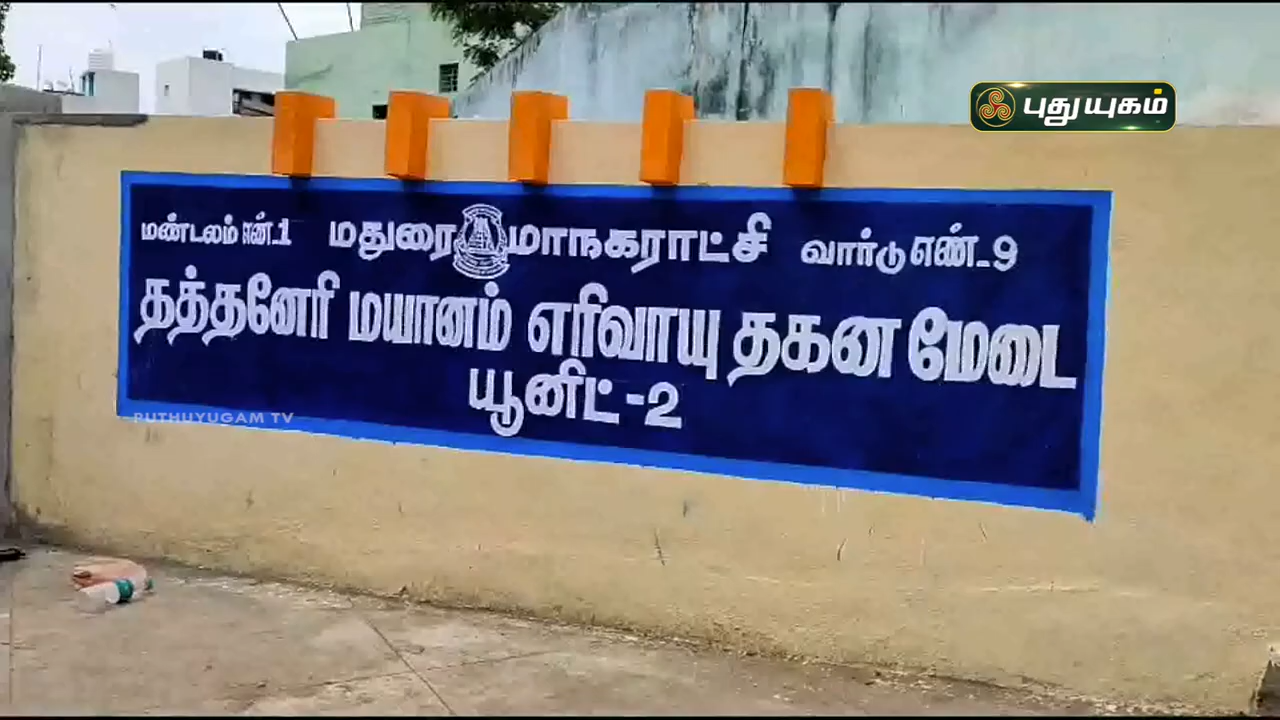 புதுயுகம்
மண்டலம் எண்.1 மதுரை மாநகராட்சி வார்டு எண்.9
தத்தனேரி மயானம் எரிவாயு தகன மேடை
யூனிட் -2
PUTHUYUGAM TV